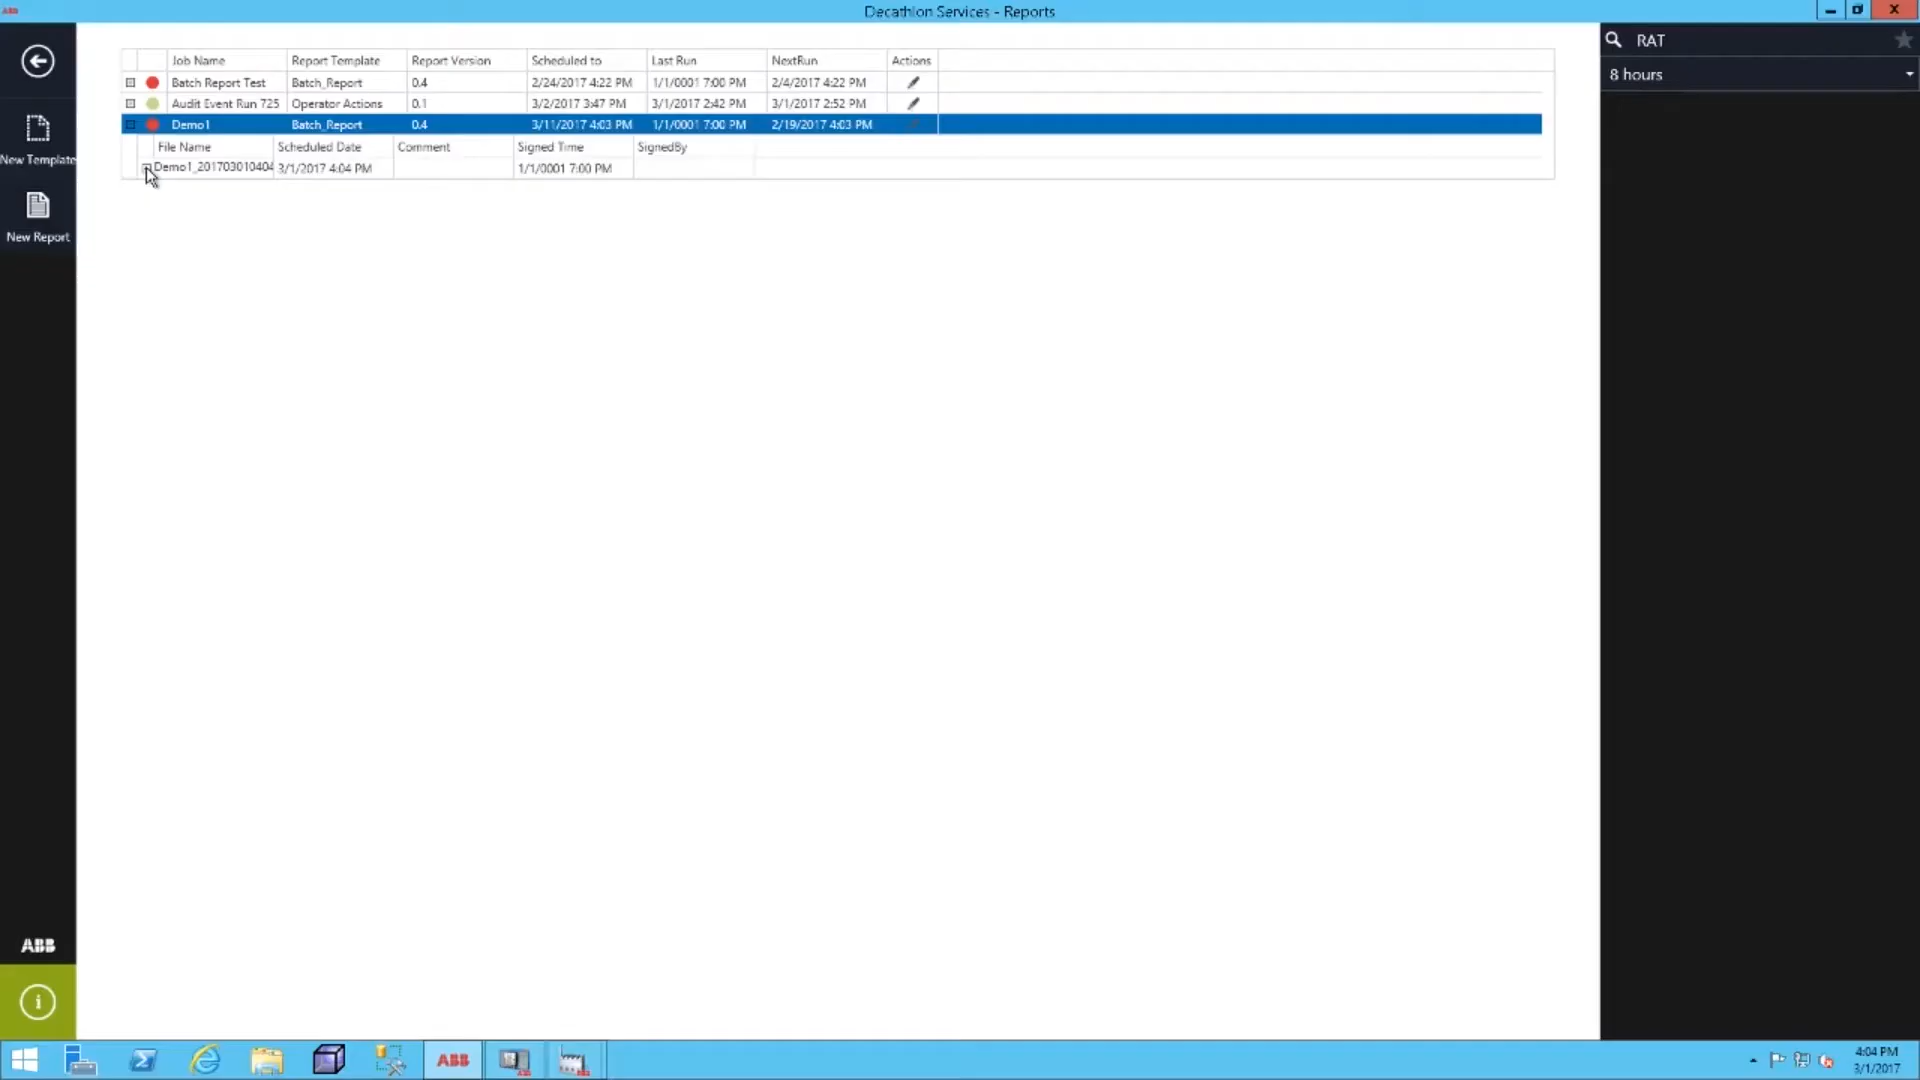 ABB
Decathlon Services - Reports
RAT
8 hours
New Template
New Report
Job Name Report Template Report Version Scheduled to Last Run NextRun Actions
Batch Report Test Batch_Report 0.4 2/24/2017 4:22 PM 1/1/0001 7:00 PM 2/4/2017 4:22 PM
Audit Event Run 725 Operator Actions 0.1 3/2/2017 3:47 PM 3/1/2017 2:42 PM 3/1/2017 2:52 PM
Demo1 Batch_Report 0.4 3/11/2017 4:03 PM 1/1/0001 7:00 PM 2/19/2017 4:03 PM
File Name Scheduled Date Comment Signed Time SignedBy
Demo1_201703010404 3/1/2017 4:04 PM 1/1/0001 7:00 PM
ABB
ABB
4:04 PM
3/1/2017